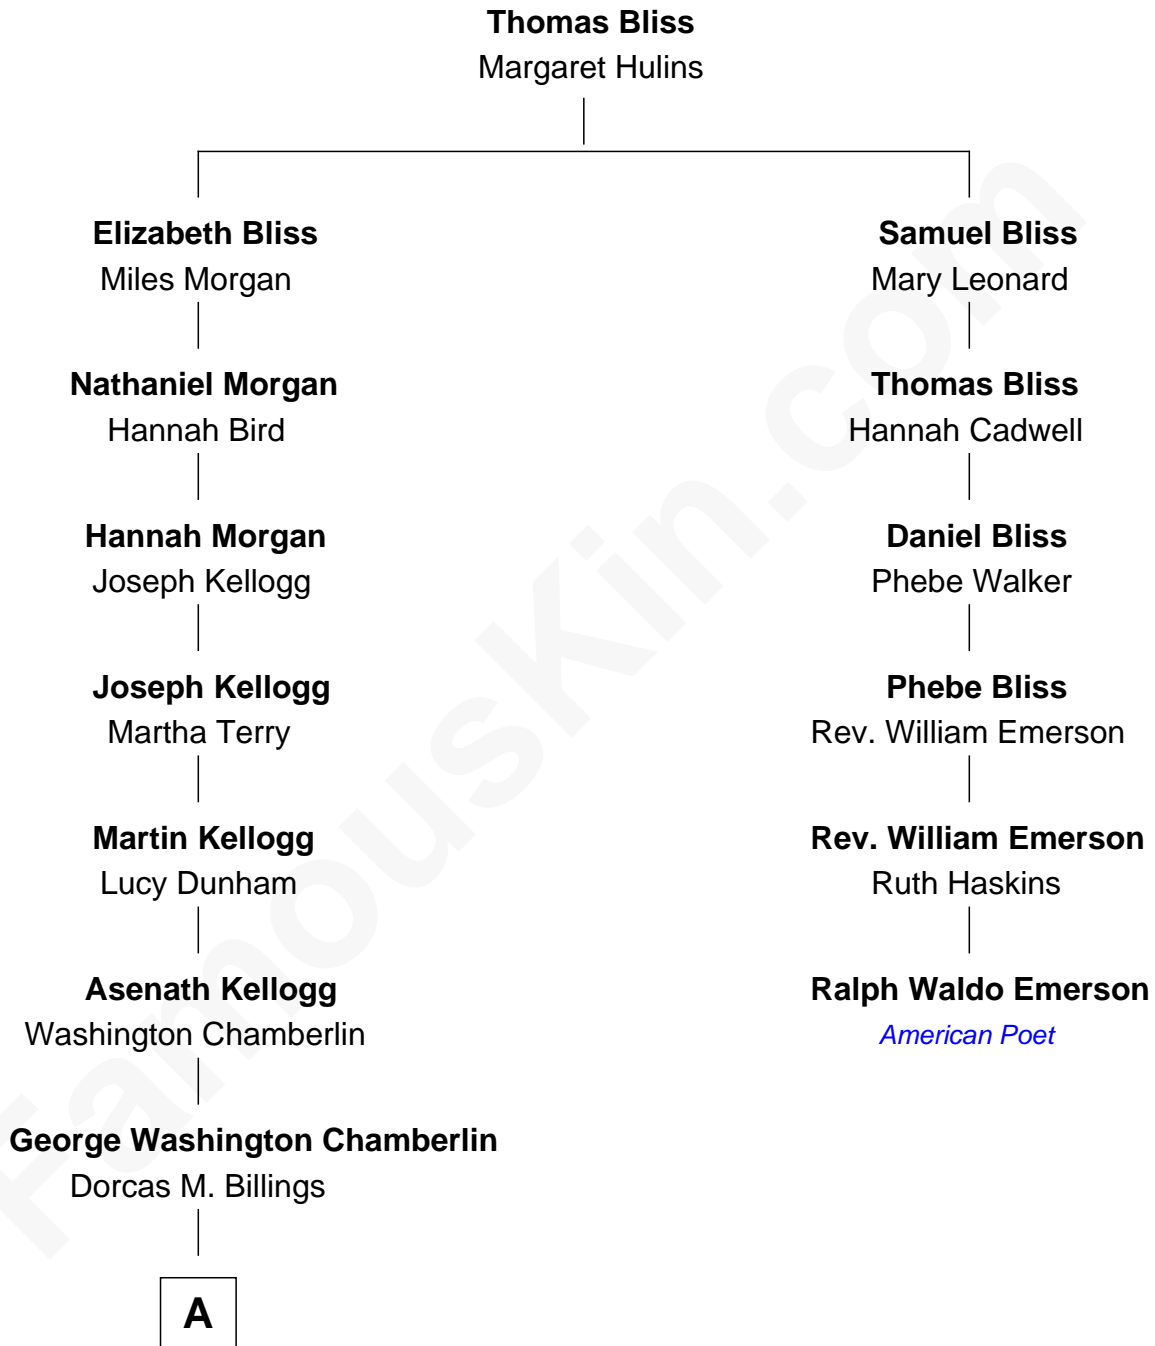 Thomas Bliss
Margaret Hulins
Elizabeth Bliss
Miles Morgan
Samuel Bliss
Mary Leonard
Nathaniel Morgan
Hannah Bird
Thomas Bliss
Hannah Cadwell
Hannah Morgan
Joseph Kellogg
Daniel Bliss
Phebe Walker
Joseph Kellogg
Martha Terry
Phebe Bliss
Rev. William Emerson
Martin Kellogg
Lucy Dunham
Rev. William Emerson
Ruth Haskins
Asenath Kellogg
Washington Chamberlin
Ralph Waldo Emerson
American Poet
George Washington Chamberlin
Dorcas M. Billings
A
FamousKin.com